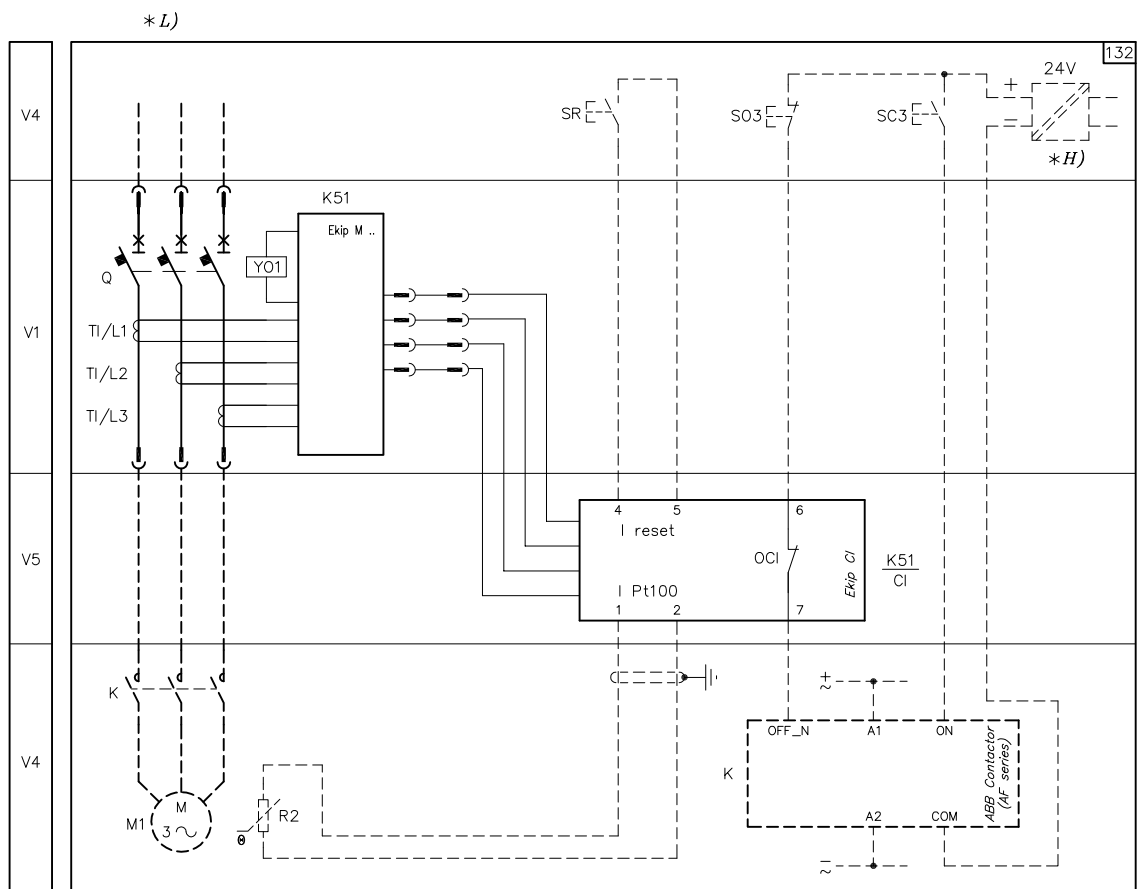 *L)
132
V4
SR
SO3
SC3
+
24V
−
*H)
K51
Ekip M ..
YO1
Q
V1
TI/L1
TI/L2
TI/L3
4
5
6
I reset
V5
OCI
Ekip CI
K51
CI
I Pt100
1
2
7
K
+
~
OFF_N
A1
ON
V4
K
ABB Contactor
(AF series)
M
M1
3 ~
R2
Θ
A2
COM
−
~